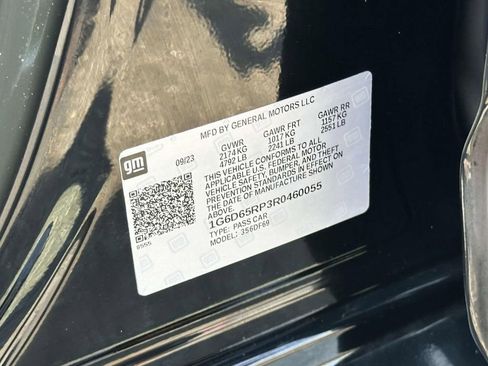 MFD BY GENERAL MOTORS LLC
gm
09/23
GVWR GAWR FRT GAWR RR
2174 KG 1017 KG 1157 KG
4792 LB 2241 LB 2551 LB
THIS VEHICLE CONFORMS TO ALL
APPLICABLE U.S. FEDERAL MOTOR
VEHICLE SAFETY, BUMPER, AND THEFT
PREVENTION STANDARDS IN EFFECT ON
THE DATE OF MANUFACTURE SHOWN
ABOVE.
1G6D65RP3R0460055
TYPE: PASS CAR
MODEL: 3S6DF69